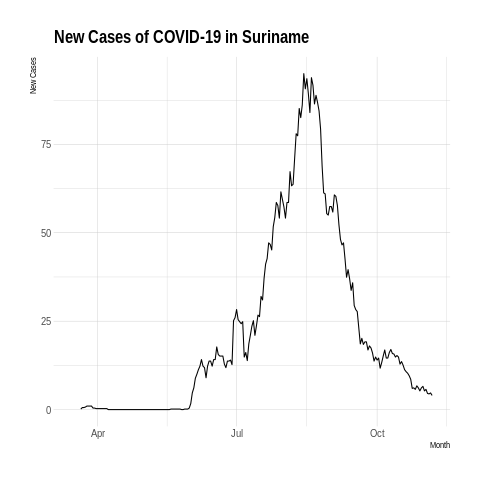 New Cases of COVID-19 in Suriname
New Cases
75
50
25
0
Apr
Jul
Oct
Month